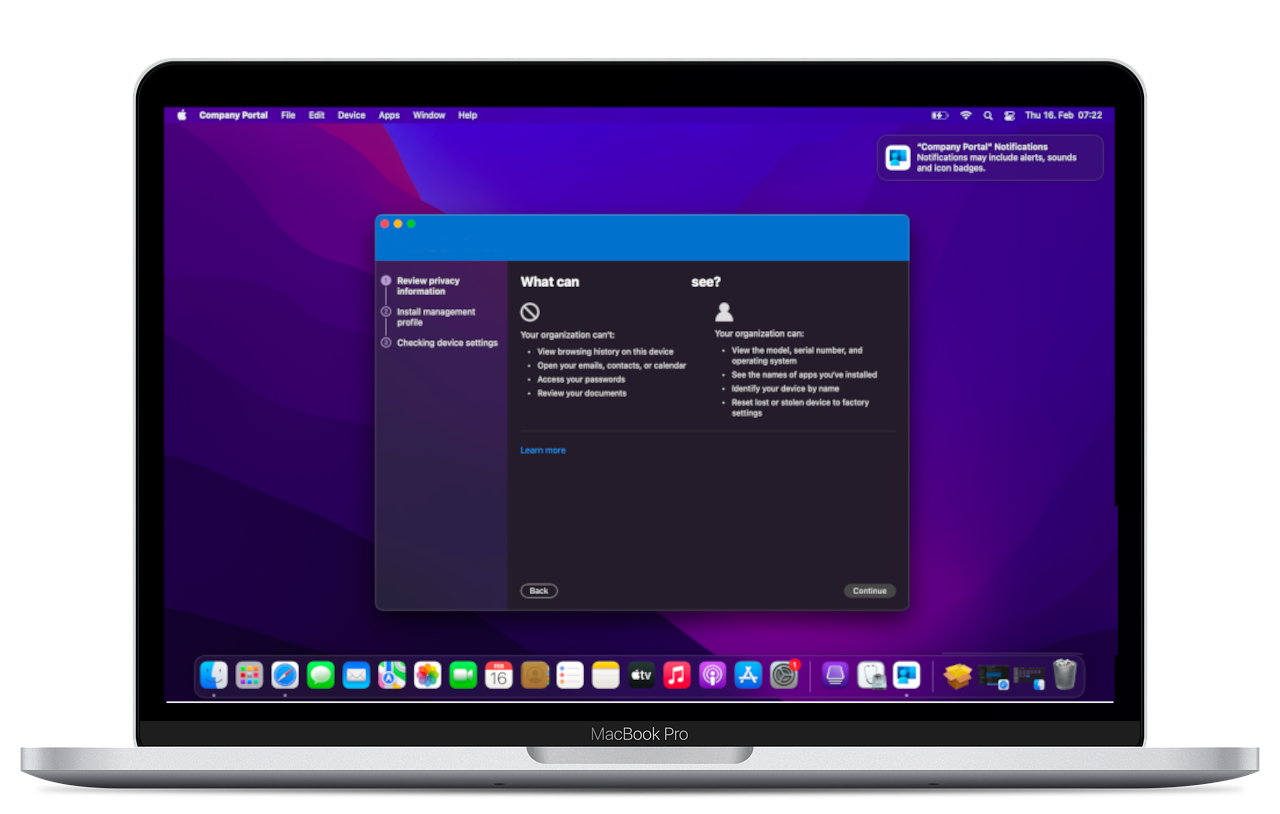 Company Portal File Edit Device Apps Window Help Thu 16. Feb 07:22
"Company Portal" Notifications
Notifications may include alerts, sounds
and icon badges.
1 Review privacy
information
2 Install management
profile
3 Checking device settings
What can see?
Your organization can't:
• View browsing history on this device
• Open your emails, contacts, or calendar
• Access your passwords
• Review your documents
Your organization can:
• View the model, serial number, and
operating system
• See the names of apps you've installed
• Identify your device by name
• Reset lost or stolen device to factory
settings
Learn more
Back Continue
FEB
16
tv
1
MacBook Pro